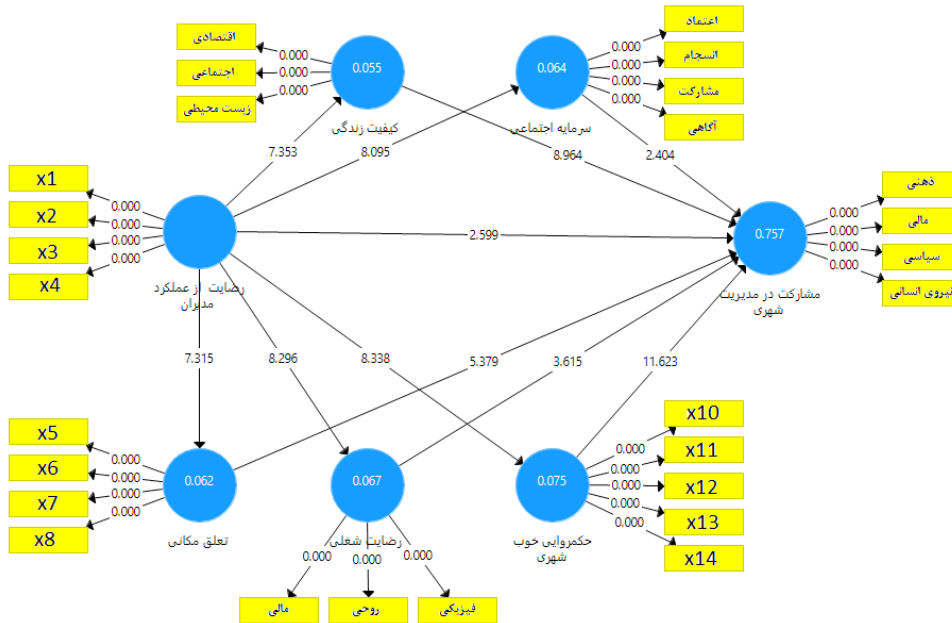 اقتصادی
اجتماعی
زیست محیطی
0.000
0.000
0.000
0.055
کیفیت زندگی
0.064
سرمایه اجتماعی
0.000
0.000
0.000
0.000
اعتماد
انسجام
مشارکت
آگاهی
7.353
8.095
8.964
2.404
x1
x2
x3
x4
0.000
0.000
0.000
0.000
رضایت از عملکرد
مدیران
2.599
0.757
مشارکت در مدیریت
شهری
0.000
0.000
0.000
0.000
ذهنی
مالی
سیاسی
نیروی انسانی
7.315
8.296
8.338
5.379
3.615
11.623
x5
x6
x7
x8
0.000
0.000
0.000
0.000
0.062
تعلق مکانی
0.067
رضایت شغلی
0.075
حکمروایی خوب
شهری
0.000
0.000
0.000
0.000
0.000
x10
x11
x12
x13
x14
0.000
0.000
0.000
مالی
روحی
فیزیکی